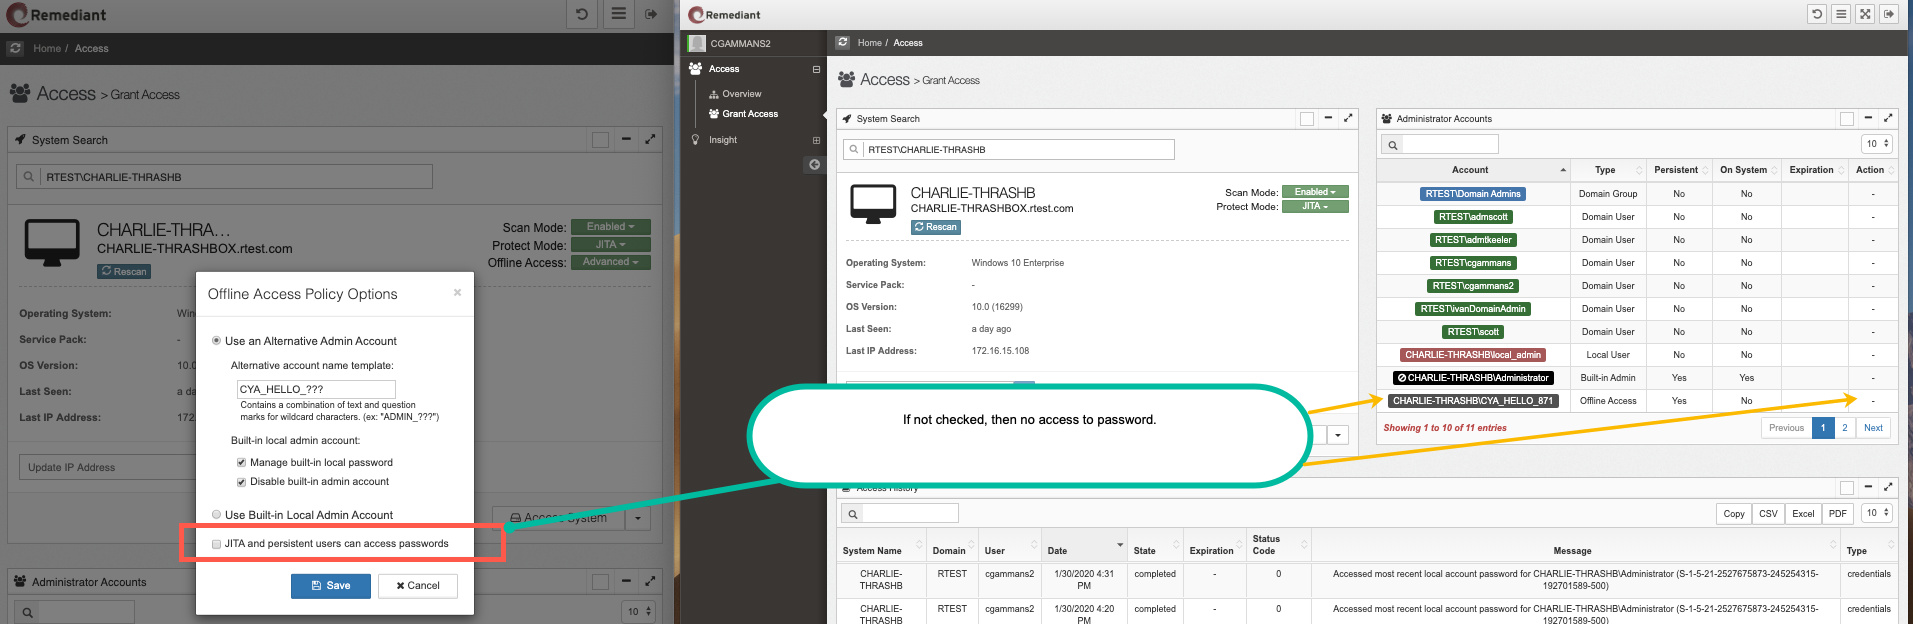 Remediant
Home / Access
Access > Grant Access
System Search
RTEST\CHARLIE-THRASHB
CHARLIE-THRA...
CHARLIE-THRASHBOX.rtest.com
Rescan
Scan Mode: Enabled
Protect Mode: JITA
Offline Access: Advanced
Operating System: Win
Service Pack: -
OS Version: 10.0
Last Seen: a da
Last IP Address: 172
Update IP Address
Access System
Administrator Accounts
10
Offline Access Policy Options
×
Use an Alternative Admin Account
Alternative account name template:
CYA_HELLO_???
Contains a combination of text and question
marks for wildcard characters. (ex: "ADMIN_???")
Built-in local admin account:
Manage built-in local password
Disable built-in admin account
Use Built-in Local Admin Account
JITA and persistent users can access passwords
Save
Cancel
Remediant
CGAMMANS2
Access
Overview
Grant Access
Insight
Home / Access
Access > Grant Access
System Search
RTEST\CHARLIE-THRASHB
CHARLIE-THRASHB
CHARLIE-THRASHBOX.rtest.com
Rescan
Scan Mode: Enabled
Protect Mode: JITA
Operating System: Windows 10 Enterprise
Service Pack: -
OS Version: 10.0 (16299)
Last Seen: a day ago
Last IP Address: 172.16.15.108
If not checked, then no access to password.
Administrator Accounts
10
Account Type Persistent On System Expiration Action
RTEST\Domain Admins Domain Group No No -
RTEST\admscott Domain User No No -
RTEST\admtkeeler Domain User No No -
RTEST\cgammans Domain User No No -
RTEST\cgammans2 Domain User No No -
RTEST\ivanDomainAdmin Domain User No No -
RTEST\scott Domain User No No -
CHARLIE-THRASHB\local_admin Local User No No -
CHARLIE-THRASHB\Administrator Built-in Admin Yes Yes -
CHARLIE-THRASHB\CYA_HELLO_871 Offline Access Yes No -
Showing 1 to 10 of 11 entries
Previous 1 2 Next
Access History
Copy CSV Excel PDF 10
System Name Domain User Date State Expiration Status Code Message Type
CHARLIE-THRASHB RTEST cgammans2 1/30/2020 4:31 PM completed - 0 Accessed most recent local account password for CHARLIE-THRASHB\Administrator (S-1-5-21-2527675873-245254315-192701589-500) credentials
CHARLIE-THRASHB RTEST cgammans2 1/30/2020 4:20 PM completed - 0 Accessed most recent local account password for CHARLIE-THRASHB\Administrator (S-1-5-21-2527675873-245254315-192701589-500) credentials